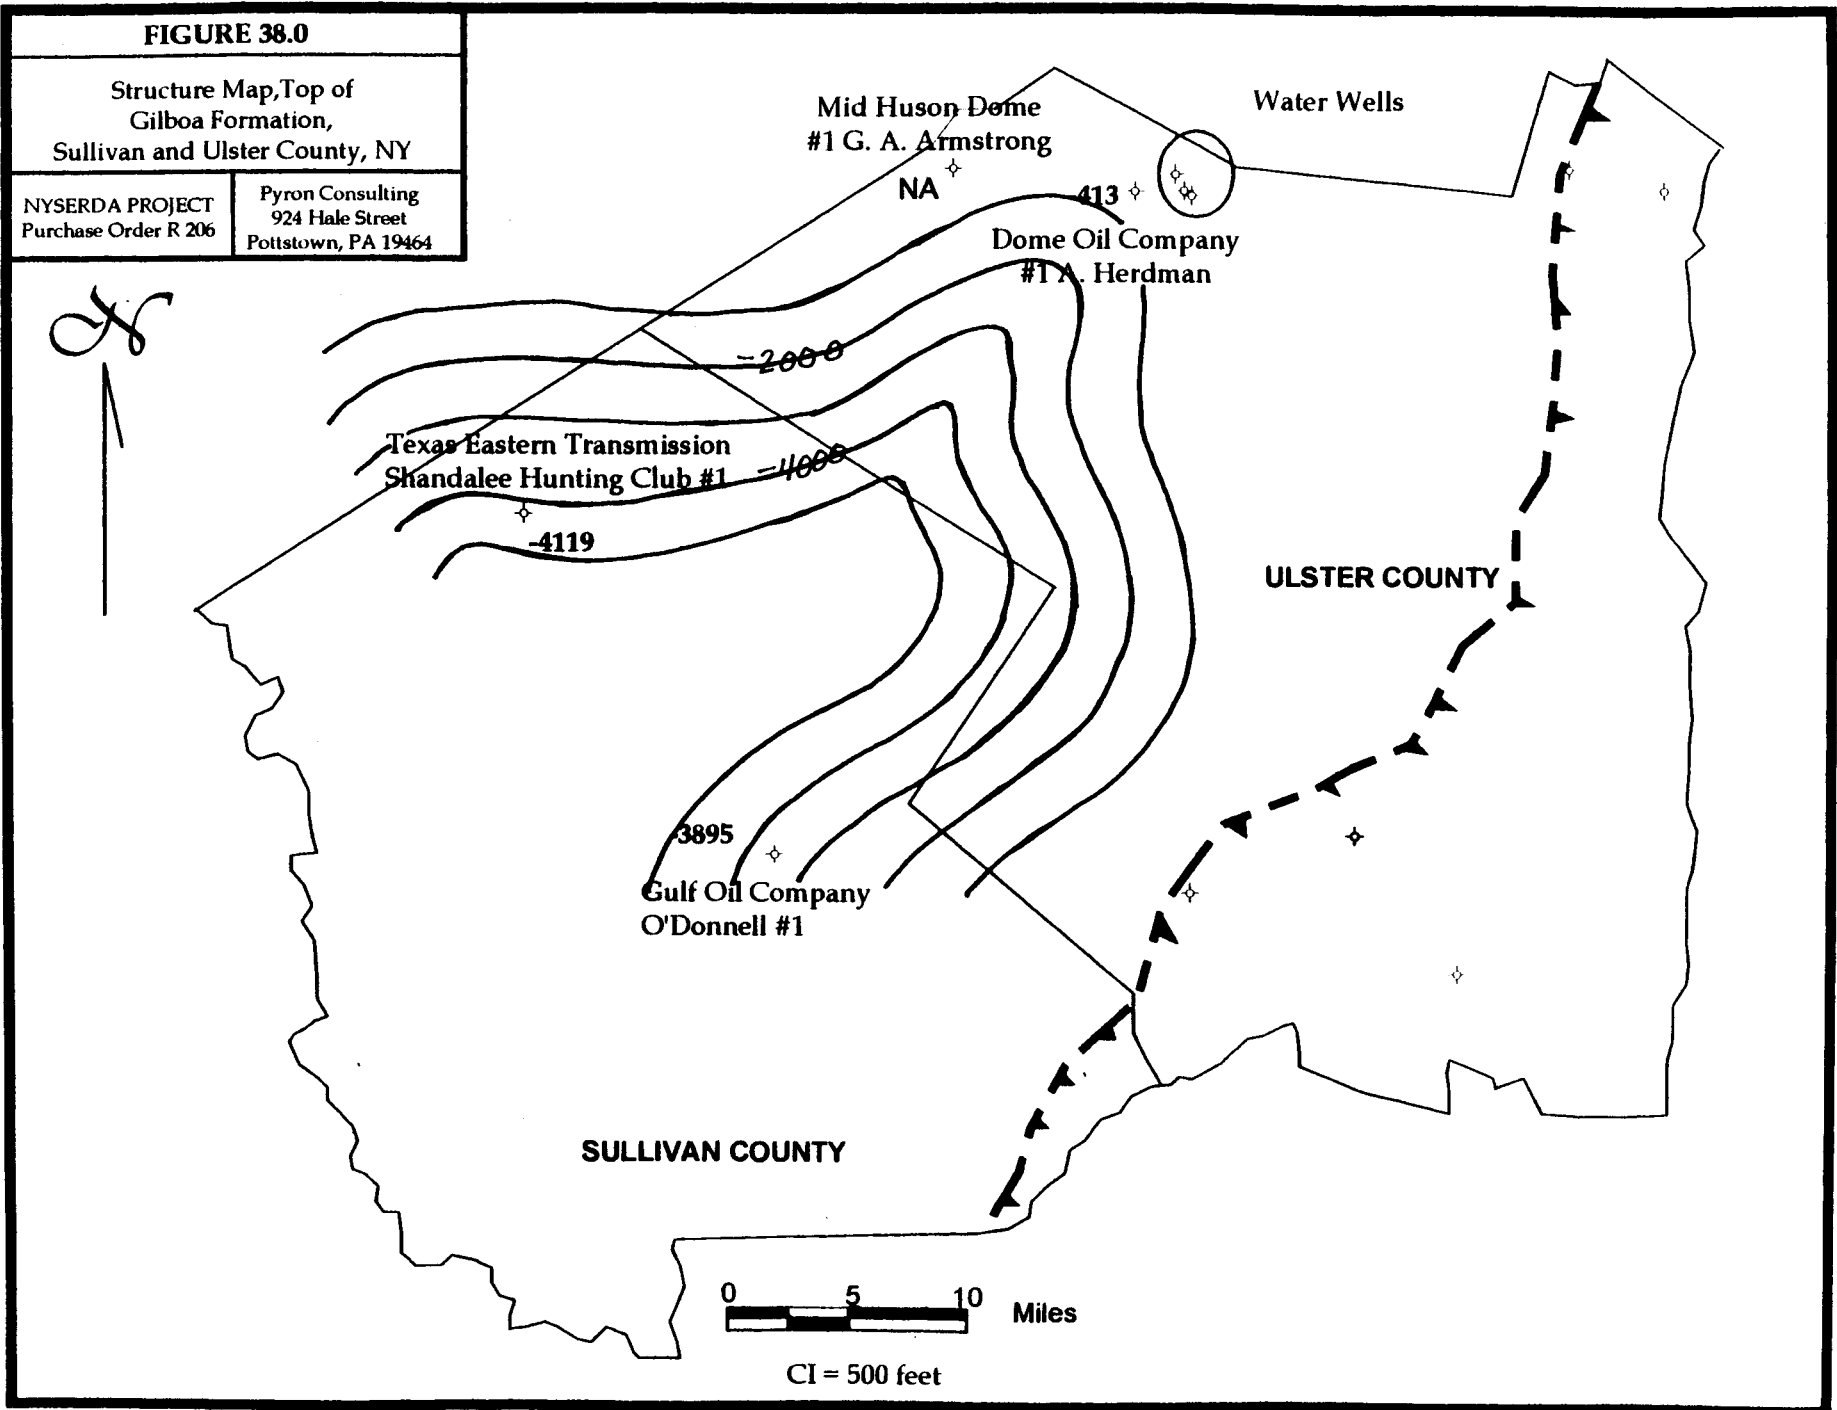 FIGURE 38.0
Structure Map,Top of
Gilboa Formation,
Sullivan and Ulster County, NY
NYSERDA PROJECT
Purchase Order R 206
Pyron Consulting
924 Hale Street
Pottstown, PA 19464
N
Mid Huson Dome
#1 G. A. Armstrong
NA
Water Wells
-413
Dome Oil Company
#1 A. Herdman
-2000
Texas Eastern Transmission
Shandalee Hunting Club #1
-4000
-4119
ULSTER COUNTY
-3895
Gulf Oil Company
O'Donnell #1
SULLIVAN COUNTY
0 5 10
Miles
CI = 500 feet